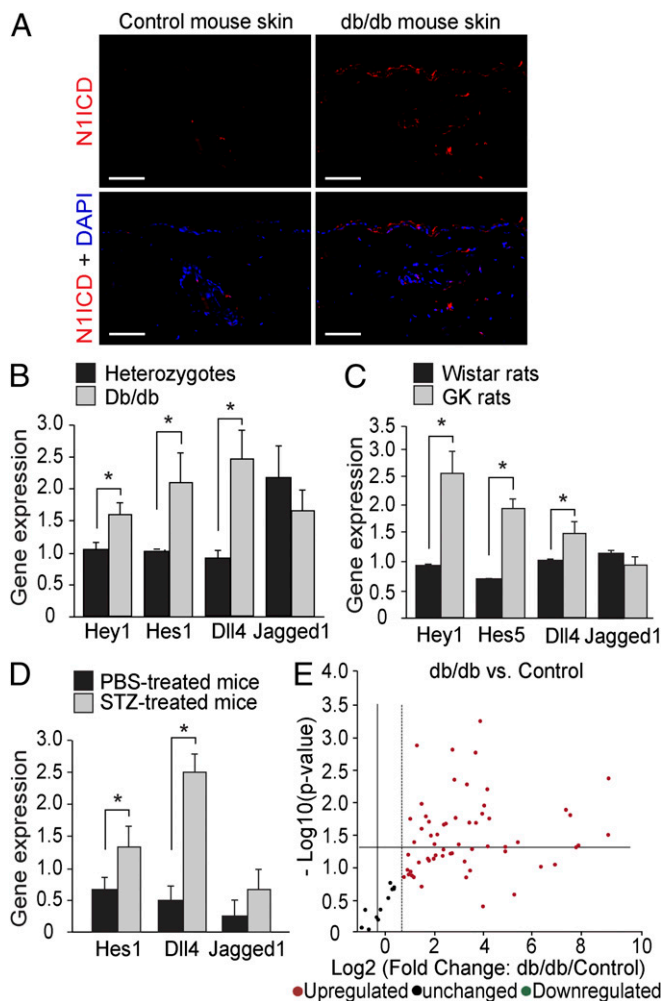 A
Control mouse skin
db/db mouse skin
N1ICD
N1ICD + DAPI
B
Heterozygotes
Db/db
Gene expression
3.0
2.5
2.0
1.5
1.0
0.5
0
*
*
*
Hey1 Hes1 Dll4 Jagged1
C
Wistar rats
GK rats
Gene expression
3.5
3.0
2.5
2.0
1.5
1.0
0.5
0
*
*
*
Hey1 Hes5 Dll4 Jagged1
D
PBS-treated mice
STZ-treated mice
Gene expression
3.0
2.5
2.0
1.5
1.0
0.5
0
*
*
Hes1 Dll4 Jagged1
E
db/db vs. Control
- Log10(p-value)
4.0
3.5
3.0
2.5
2.0
1.5
1.0
0.5
0
0 2 4 6 8 10
Log2 (Fold Change: db/db/Control)
Upregulated unchanged Downregulated